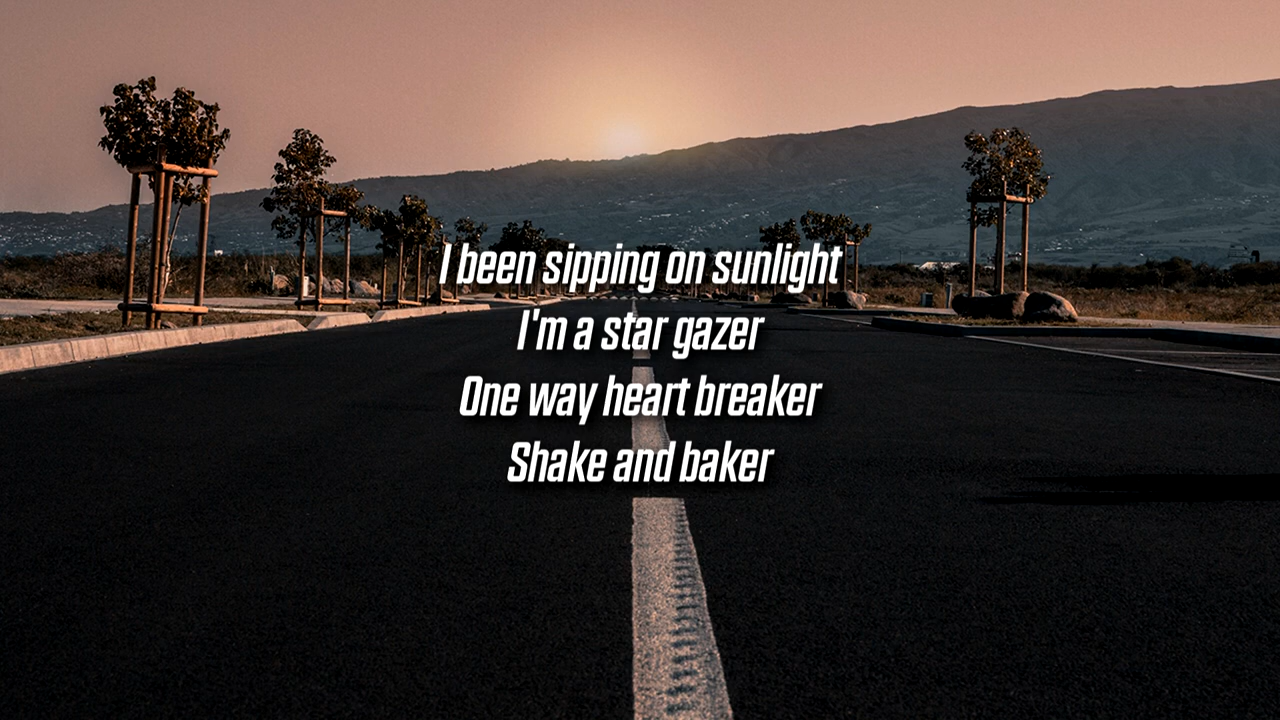 I been sipping on sunlight
I'm a star gazer
One way heart breaker
Shake and baker